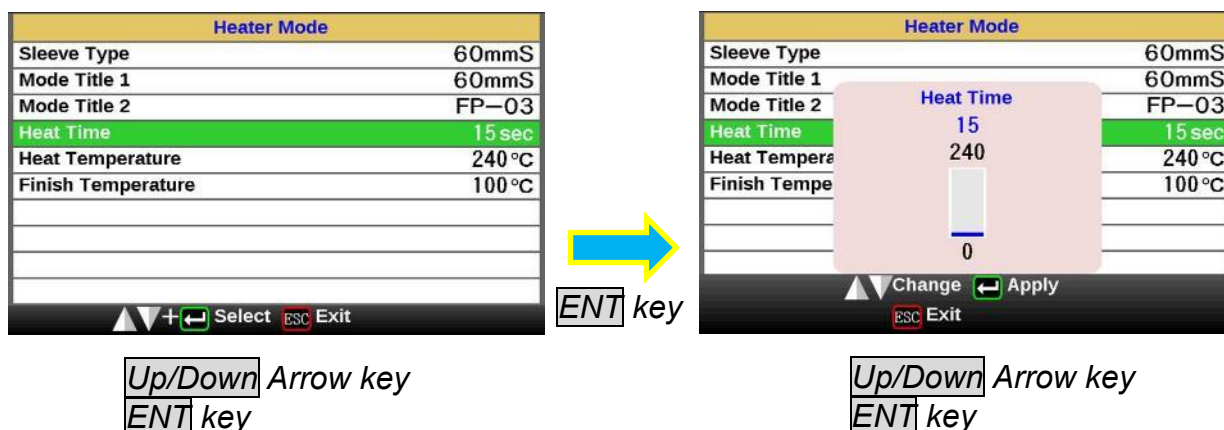 Heater Mode
Sleeve Type 60mmS
Mode Title 1 60mmS
Mode Title 2 FP-03
Heat Time 15 sec
Heat Temperature 240 °C
Finish Temperature 100 °C
+ Select ESC Exit
Up/Down Arrow key
ENT key
ENT key
Heater Mode
Sleeve Type 60mmS
Mode Title 1 60mmS
Mode Title 2 FP-03
Heat Time 15 sec
Heat Tempera 240 °C
Finish Tempe 100 °C
Heat Time
15
240
0
Change Apply
ESC Exit
Up/Down Arrow key
ENT key